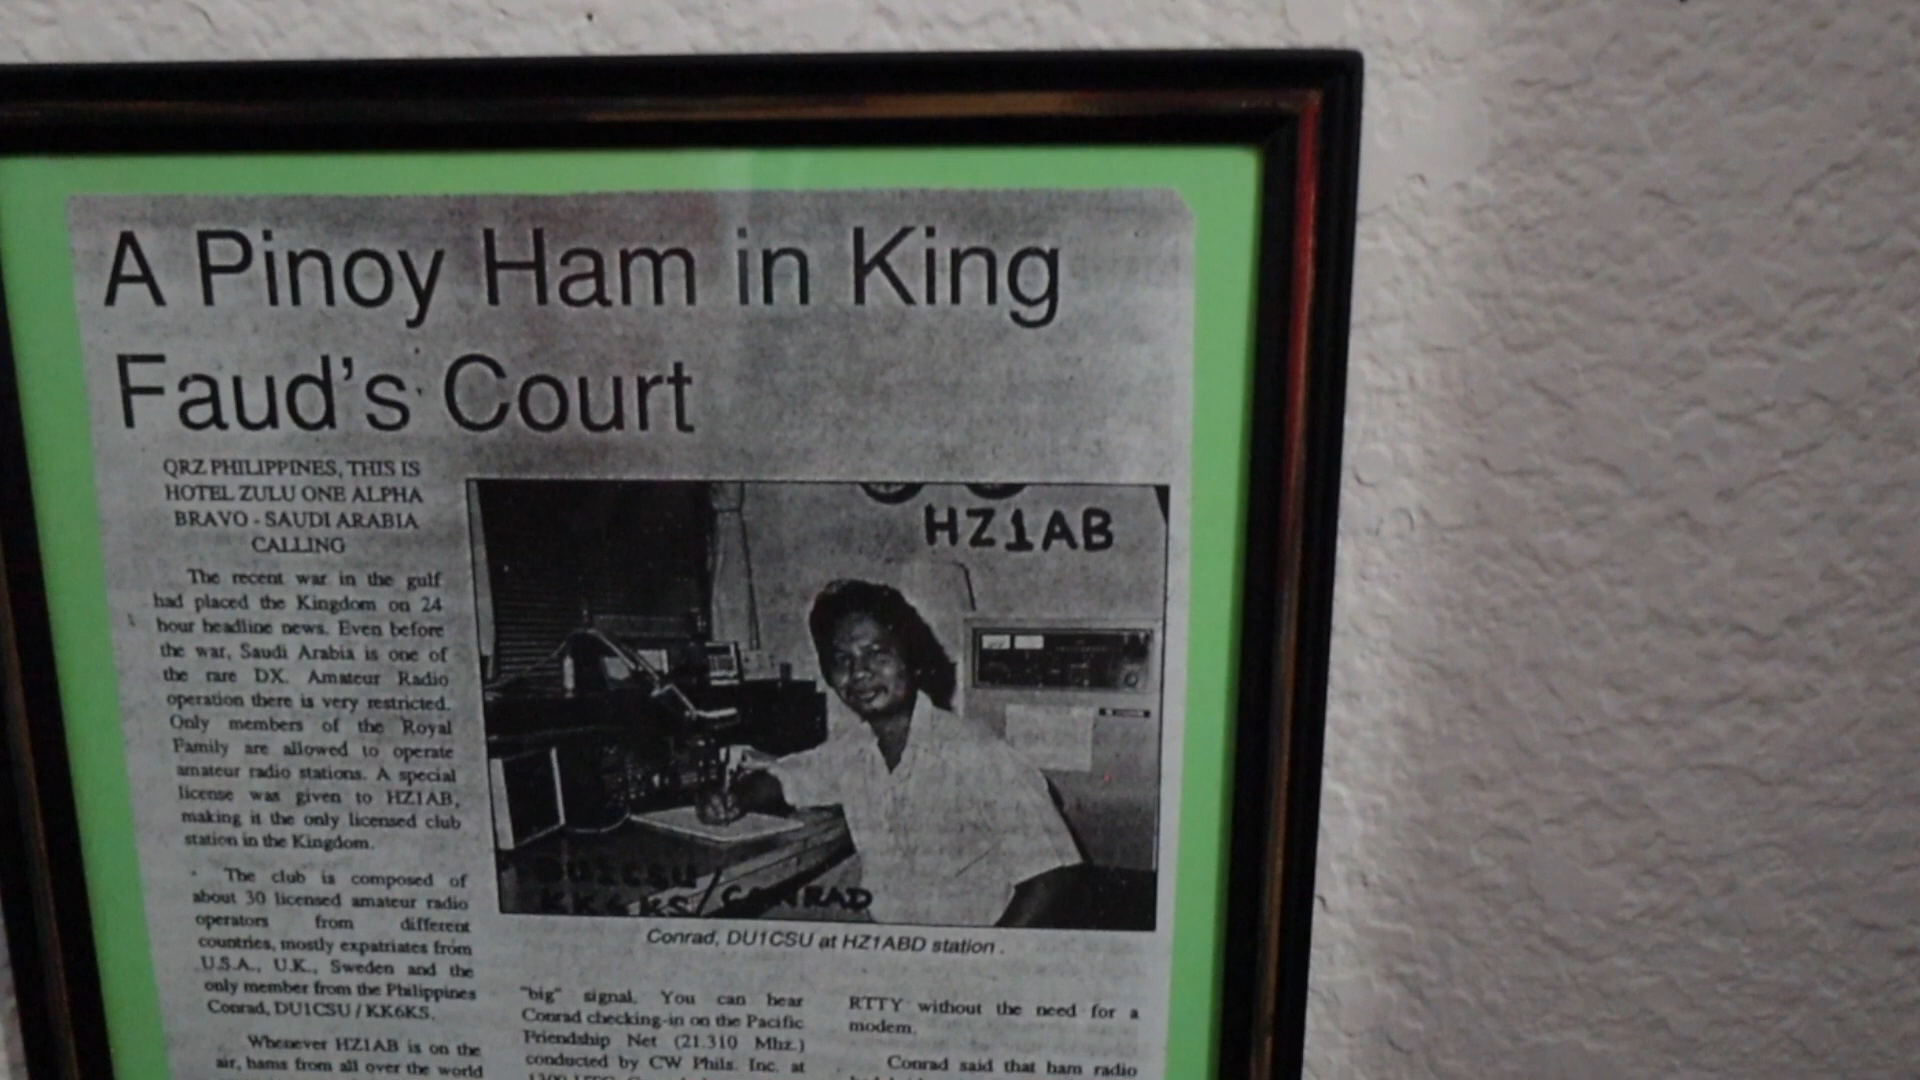 A Pinoy Ham in King
Faud's Court
QRZ PHILIPPINES, THIS IS
HOTEL ZULU ONE ALPHA
BRAVO - SAUDI ARABIA
CALLING
The recent war in the gulf
had placed the Kingdom on 24
hour headline news. Even before
the war, Saudi Arabia is one of
the rare DX. Amateur Radio
operation there is very restricted.
Only members of the Royal
Family are allowed to operate
amateur radio stations. A special
license was given to HZ1AB,
making it the only licensed club
station in the Kingdom.
The club is composed of
about 30 licensed amateur radio
operators from different
countries, mostly expatriates from
U.S.A., U.K., Sweden and the
only member from the Philippines
Conrad, DU1CSU / KK6KS.
Whenever HZ1AB is on the
air, hams from all over the world
HZ1AB
DU1CSU
KK6KS/CONRAD
Conrad, DU1CSU at HZ1ABD station .
"big" signal. You can hear
Conrad checking-in on the Pacific
Friendship Net (21.310 Mhz.)
conducted by CW Phils. Inc. at
RTTY without the need for a
modem.
Conrad said that ham radio